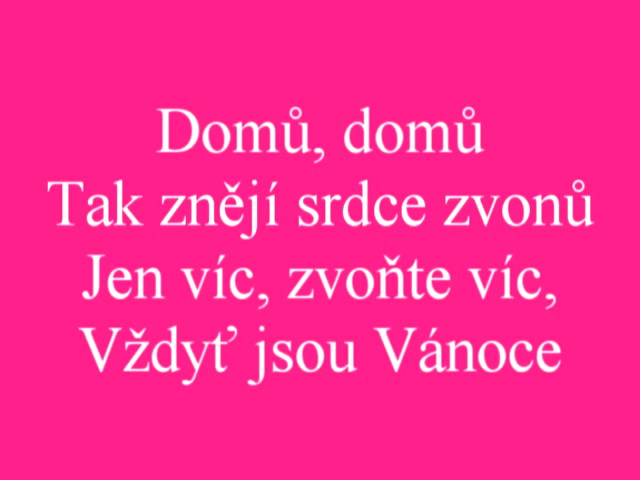 Domů, domů
Tak znějí srdce zvonů
Jen víc, zvoňte víc,
Vždyť jsou Vánoce